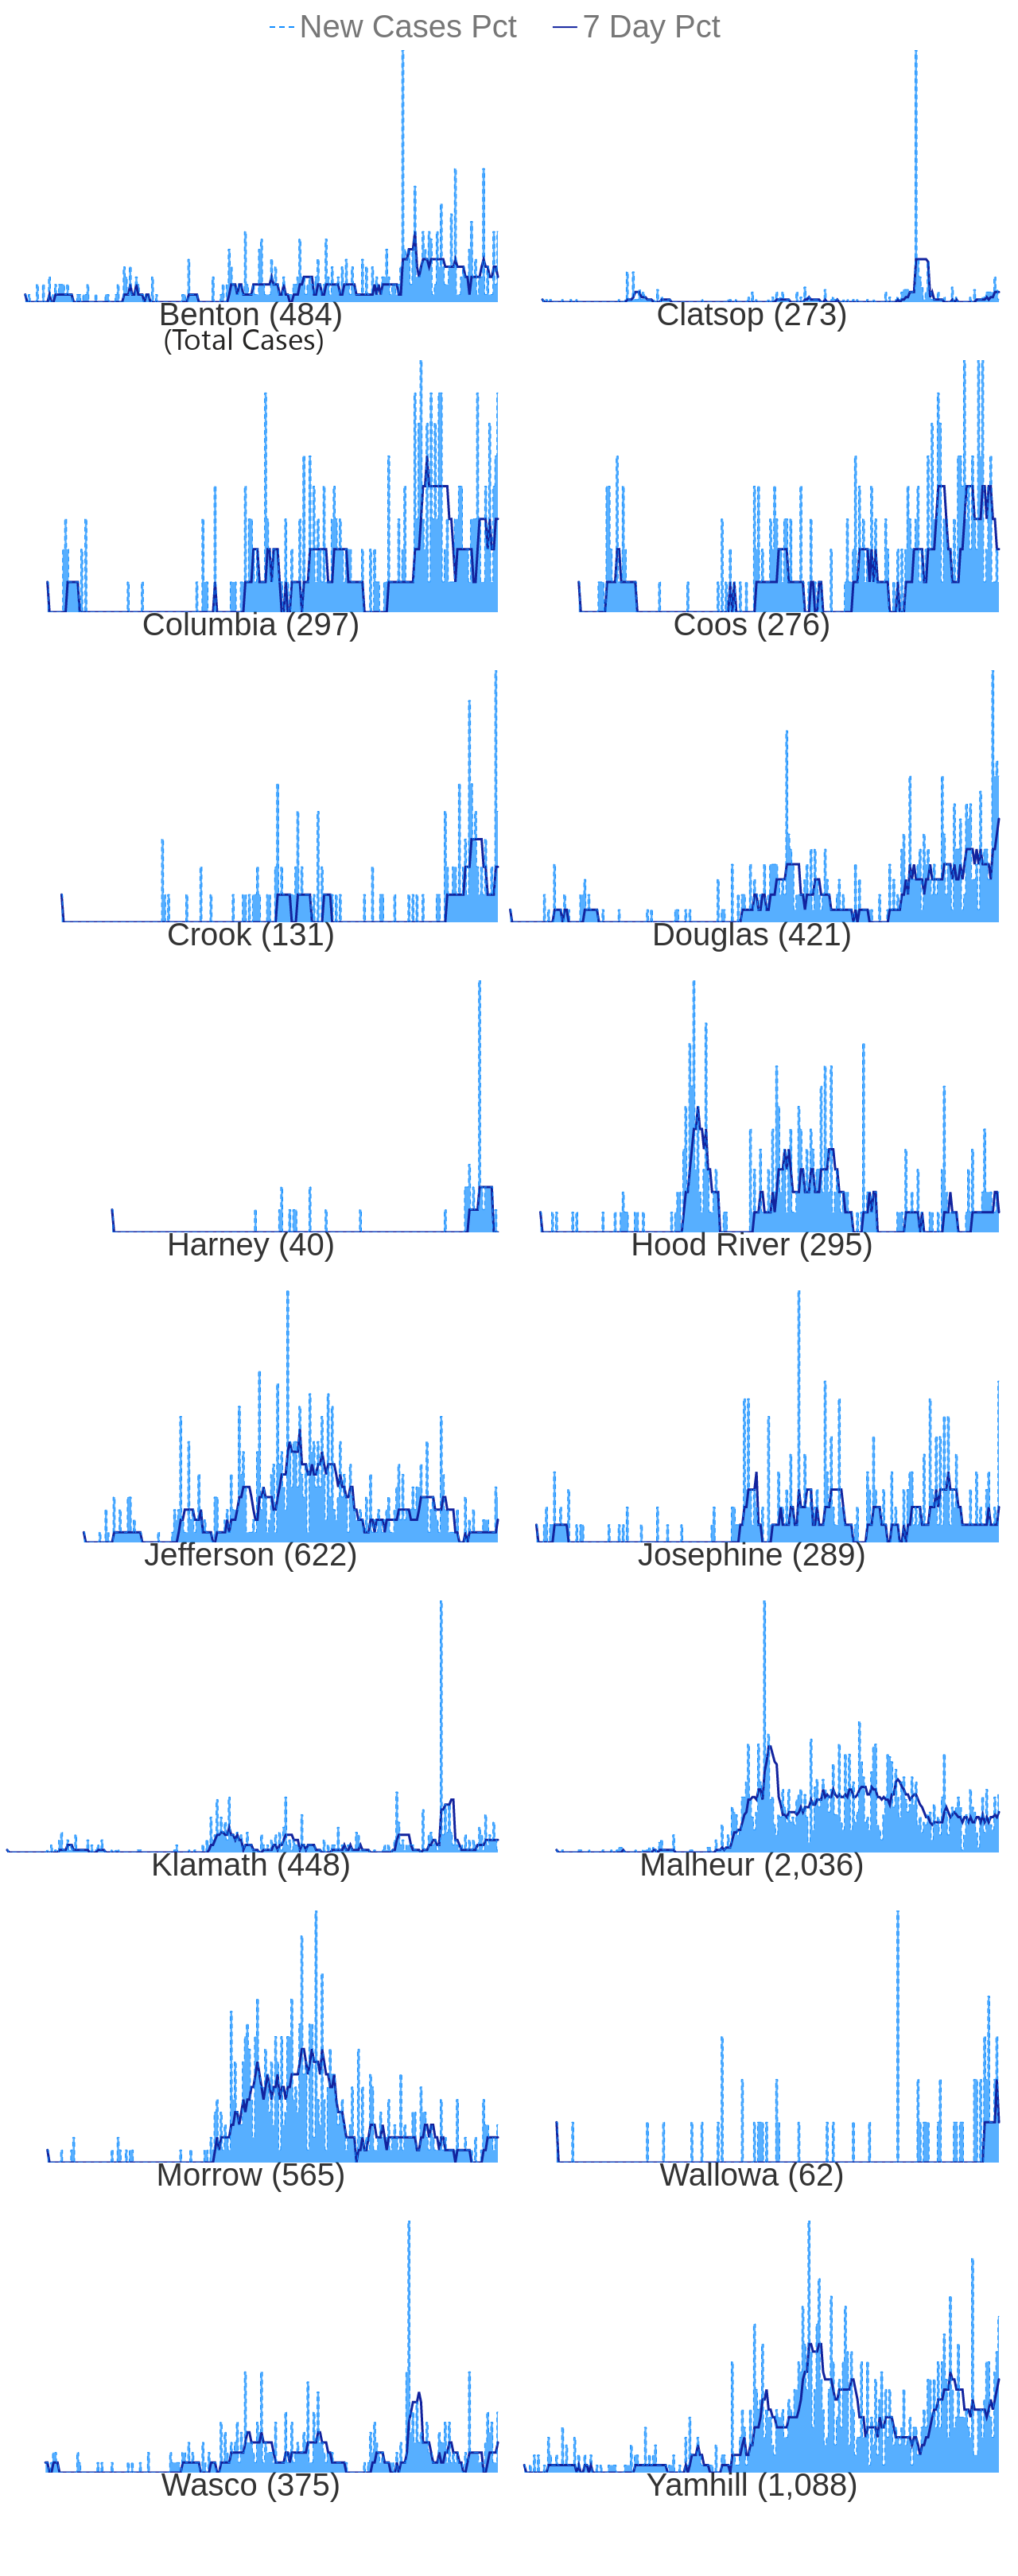 New Cases Pct 7 Day Pct
Benton (484) Clatsop (273)
(Total Cases)
Columbia (297) Coos (276)
Crook (131) Douglas (421)
Harney (40) Hood River (295)
Jefferson (622) Josephine (289)
Klamath (448) Malheur (2,036)
Morrow (565) Wallowa (62)
Wasco (375) Yamhill (1,088)